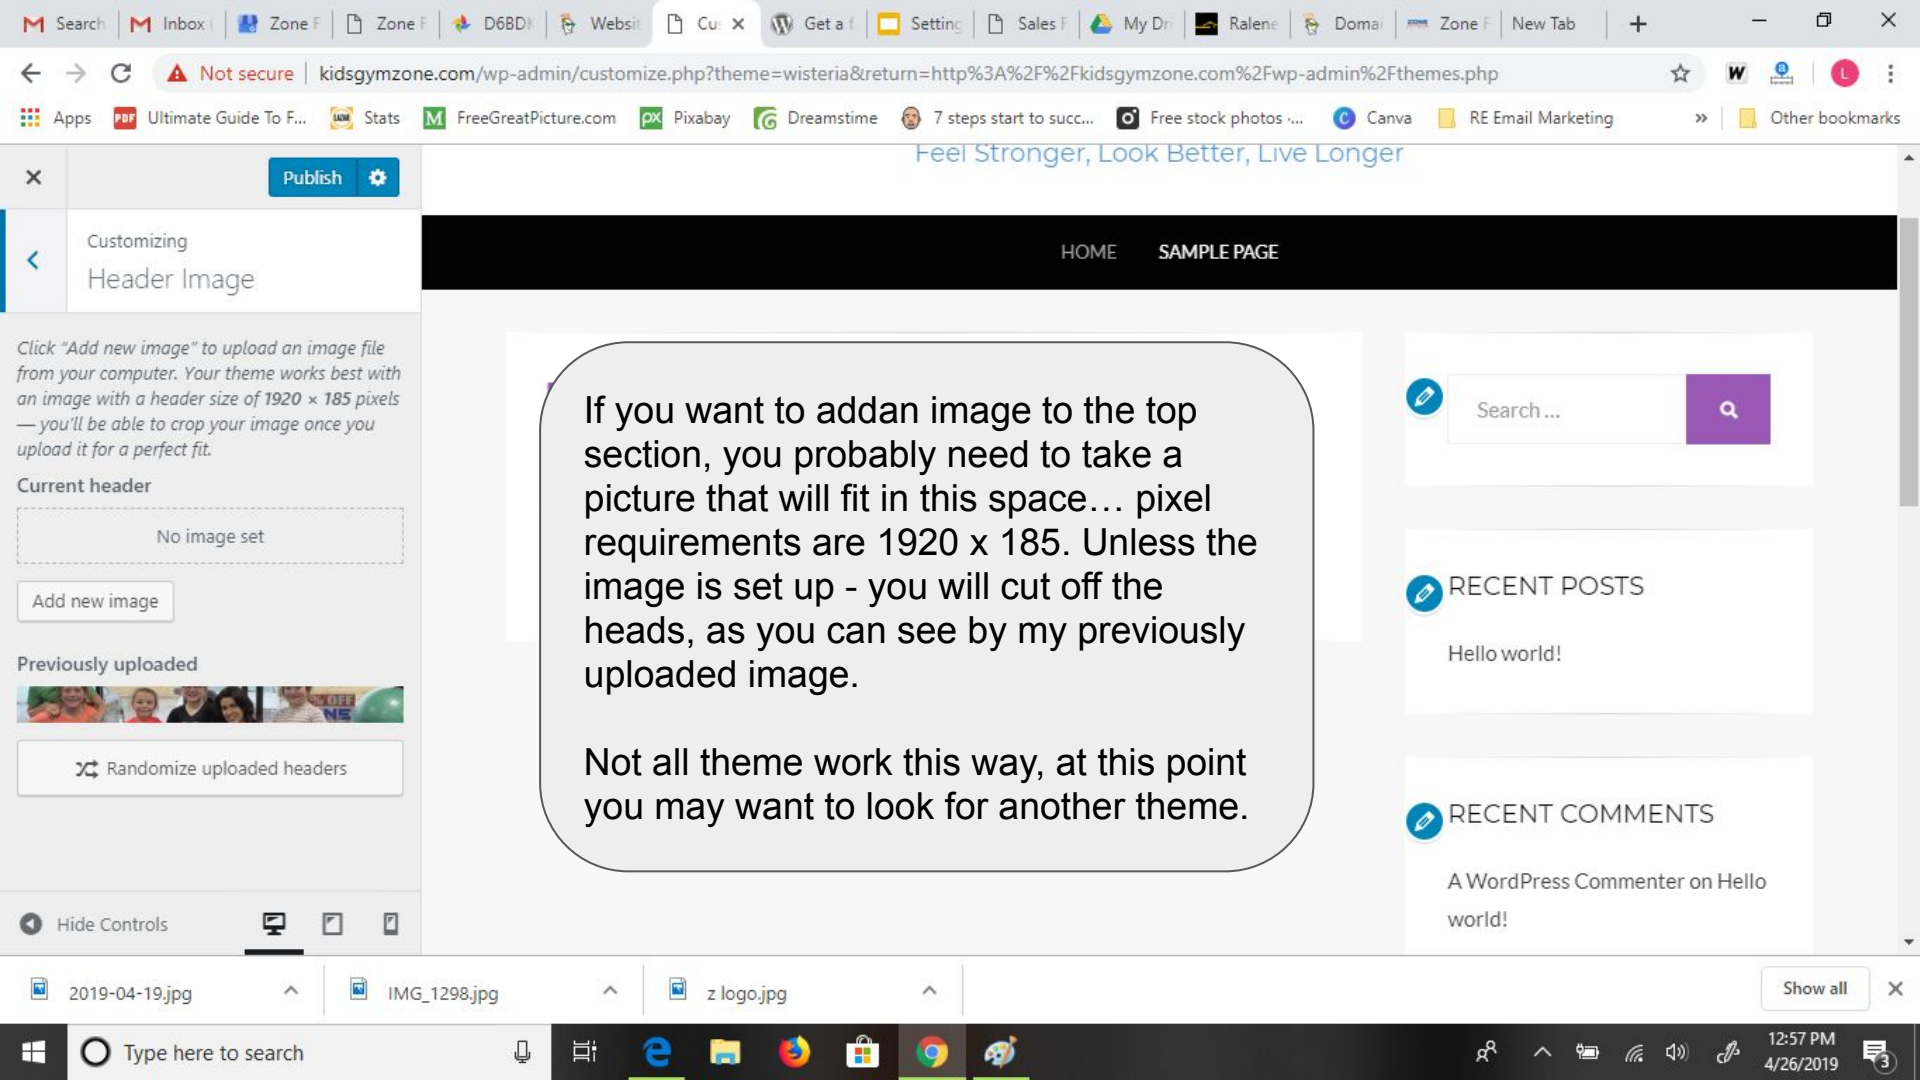 Search
Inbox (
Zone F
Zone F
D6BDK
Websit
Cus
Get a f
Setting
Sales F
My Dri
Ralene
Domai
Zone F
New Tab
Not secure
kidsgymzone.com/wp-admin/customize.php?theme=wisteria&return=http%3A%2F%2Fkidsgymzone.com%2Fwp-admin%2Fthemes.php
W
L
Apps
PDF
Ultimate Guide To F...
Stats
M
FreeGreatPicture.com
px
Pixabay
Dreamstime
7 steps start to succ...
Free stock photos -...
C
Canva
RE Email Marketing
»
Other bookmarks
Publish
Feel Stronger, Look Better, Live Longer
Customizing
Header Image
HOME
SAMPLE PAGE
Click "Add new image" to upload an image file
from your computer. Your theme works best with
an image with a header size of 1920 × 185 pixels
— you'll be able to crop your image once you
upload it for a perfect fit.
Current header
No image set
Add new image
Previously uploaded
OFF
NE
Randomize uploaded headers
Hide Controls
If you want to addan image to the top
section, you probably need to take a
picture that will fit in this space… pixel
requirements are 1920 x 185. Unless the
image is set up - you will cut off the
heads, as you can see by my previously
uploaded image.
Not all theme work this way, at this point
you may want to look for another theme.
Search ...
RECENT POSTS
Hello world!
RECENT COMMENTS
A WordPress Commenter on Hello
world!
2019-04-19.jpg
IMG_1298.jpg
z logo.jpg
Show all
Type here to search
12:57 PM
4/26/2019
3